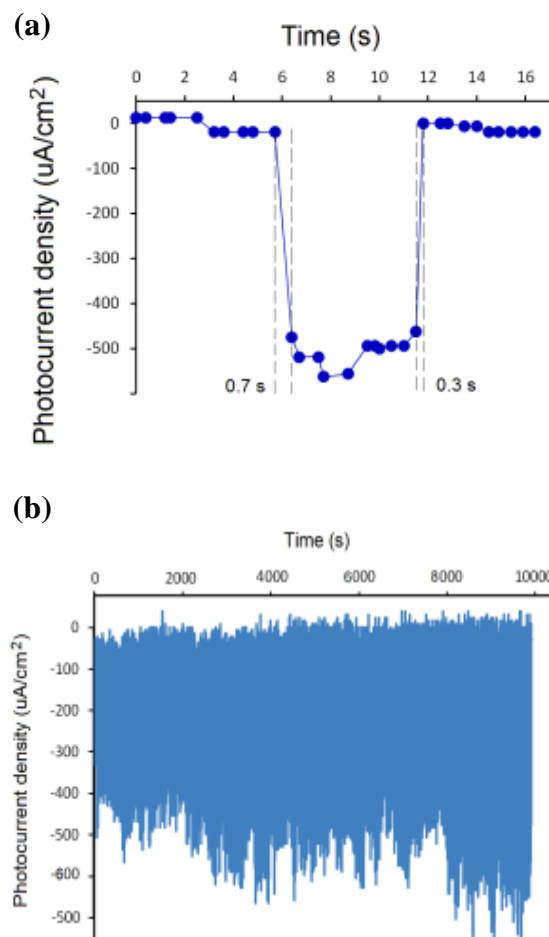 (a)
Time (s)
0 2 4 6 8 10 12 14 16
Photocurrent density (uA/cm²)
0
-100
-200
-300
-400
-500
0.7 s
0.3 s
(b)
Time (s)
0 2000 4000 6000 8000 10000
Photocurrent density (uA/cm²)
0
-100
-200
-300
-400
-500
-600
-500